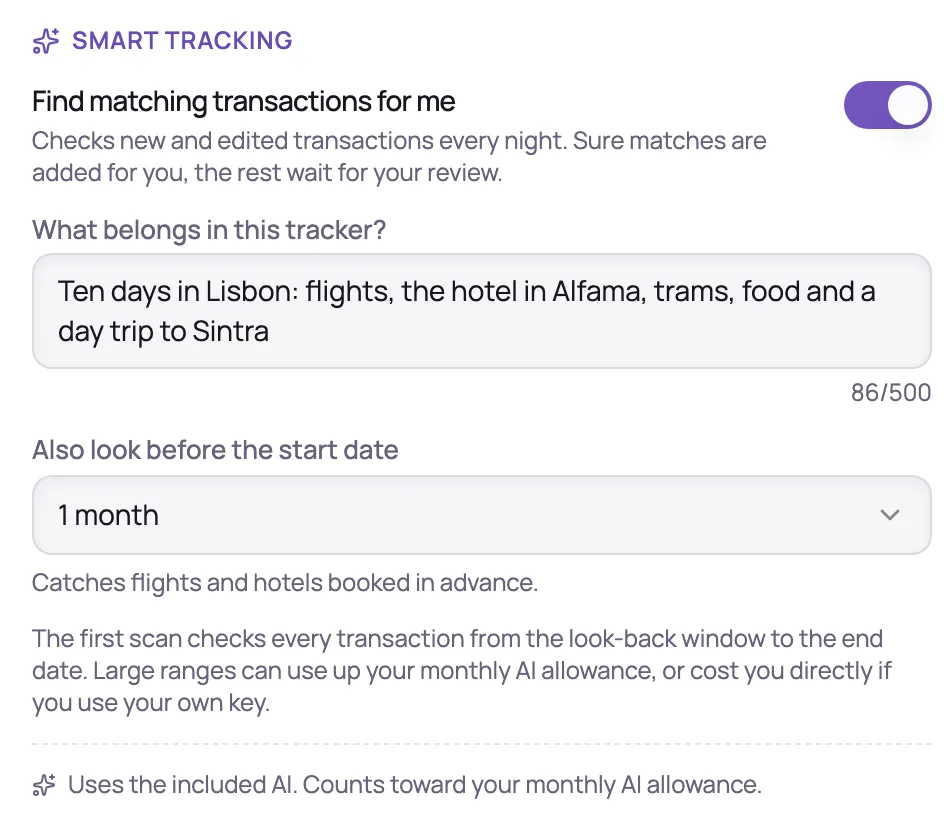 SMART TRACKING
Find matching transactions for me
Checks new and edited transactions every night. Sure matches are
added for you, the rest wait for your review.
What belongs in this tracker?
Ten days in Lisbon: flights, the hotel in Alfama, trams, food and a
day trip to Sintra
86/500
Also look before the start date
1 month
Catches flights and hotels booked in advance.
The first scan checks every transaction from the look-back window to the end
date. Large ranges can use up your monthly AI allowance, or cost you directly if
you use your own key.
Uses the included AI. Counts toward your monthly AI allowance.